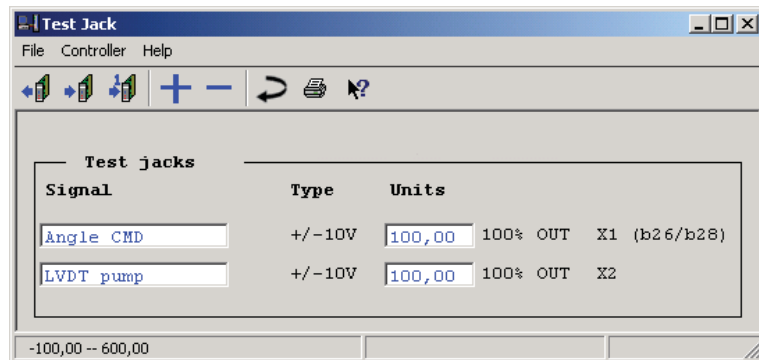 Test Jack
File Controller Help
1 ?
Test jacks
Signal Type Units
Angle CMD +/-10V 100,00 100% OUT X1 (b26/b28)
LVDT pump +/-10V 100,00 100% OUT X2
-100,00 -- 600,00